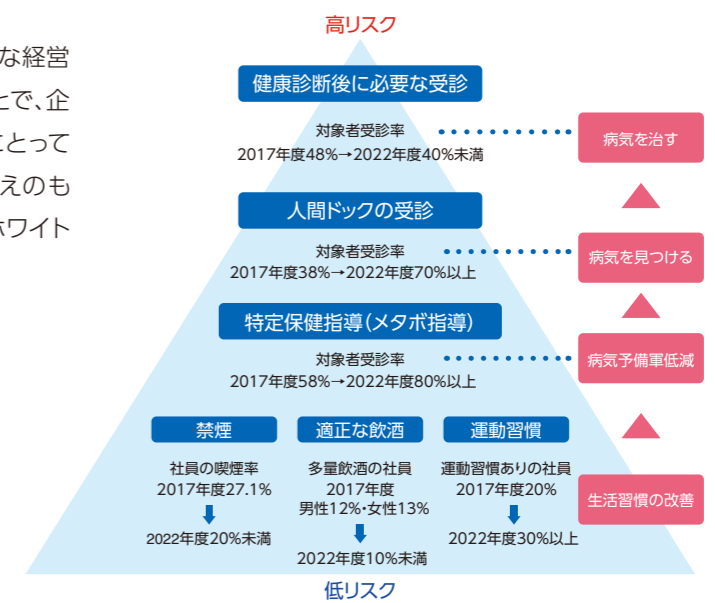 高リスク
な経営
とで、企
にとって
えのも
ホワイト
健康診断後に必要な受診
対象者受診率
2017年度48%→2022年度40%未満
病気を治す
人間ドックの受診
対象者受診率
2017年度38%→2022年度70%以上
病気を見つける
特定保健指導(メタボ指導)
対象者受診率
2017年度58%→2022年度80%以上
病気予備軍低減
禁煙
社員の喫煙率
2017年度27.1%
2022年度20%未満
適正な飲酒
多量飲酒の社員
2017年度
男性12%・女性13%
2022年度10%未満
運動習慣
運動習慣ありの社員
2017年度20%
2022年度30%以上
生活習慣の改善
低リスク